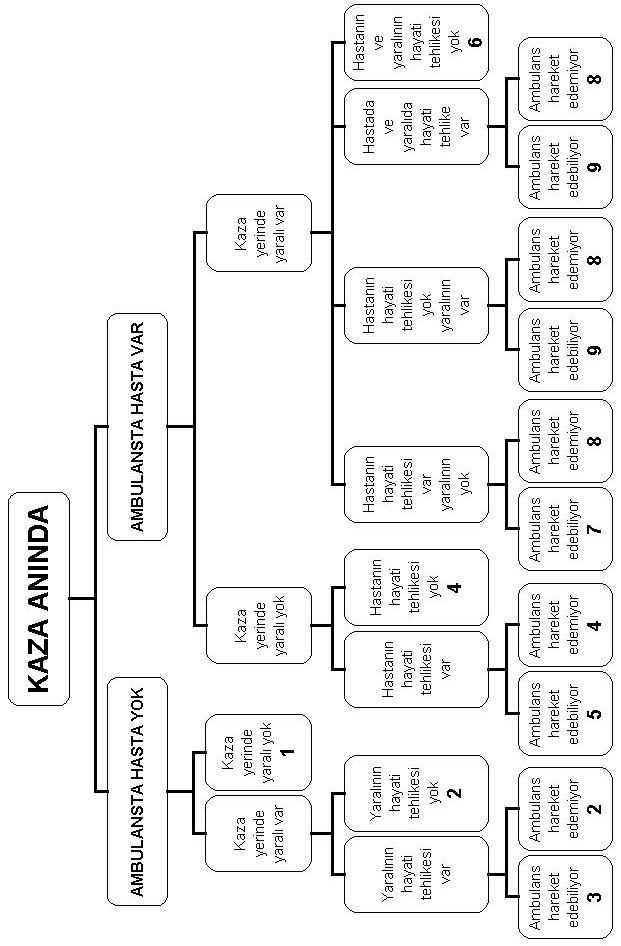 KAZA ANINDA
AMBULANSTA HASTA YOK
AMBULANSTA HASTA VAR
Kaza
yerinde
yaralı var
Kaza
yerinde
yaralı yok
1
Kaza
yerinde
yaralı yok
Kaza
yerinde
yaralı var
Yaralının
hayati
tehlikesi
var
Yaralının
hayati
tehlikesi
yok
2
Hastanın
hayati
tehlikesi
var
Hastanın
hayati
tehlikesi
yok
4
Hastanın
hayati
tehlikesi
var
yaralının
yok
Hastanın
hayati
tehlikesi
yok
yaralının
var
Hastada
ve
yaralıda
hayati
tehlike
var
Hastanın
ve
yaralının
hayati
tehlikesi
yok
6
Ambulans
hareket
edebiliyor
3
Ambulans
hareket
edemiyor
2
Ambulans
hareket
edebiliyor
5
Ambulans
hareket
edemiyor
4
Ambulans
hareket
edebiliyor
7
Ambulans
hareket
edemiyor
8
Ambulans
hareket
edebiliyor
9
Ambulans
hareket
edemiyor
8
Ambulans
hareket
edebiliyor
9
Ambulans
hareket
edemiyor
8